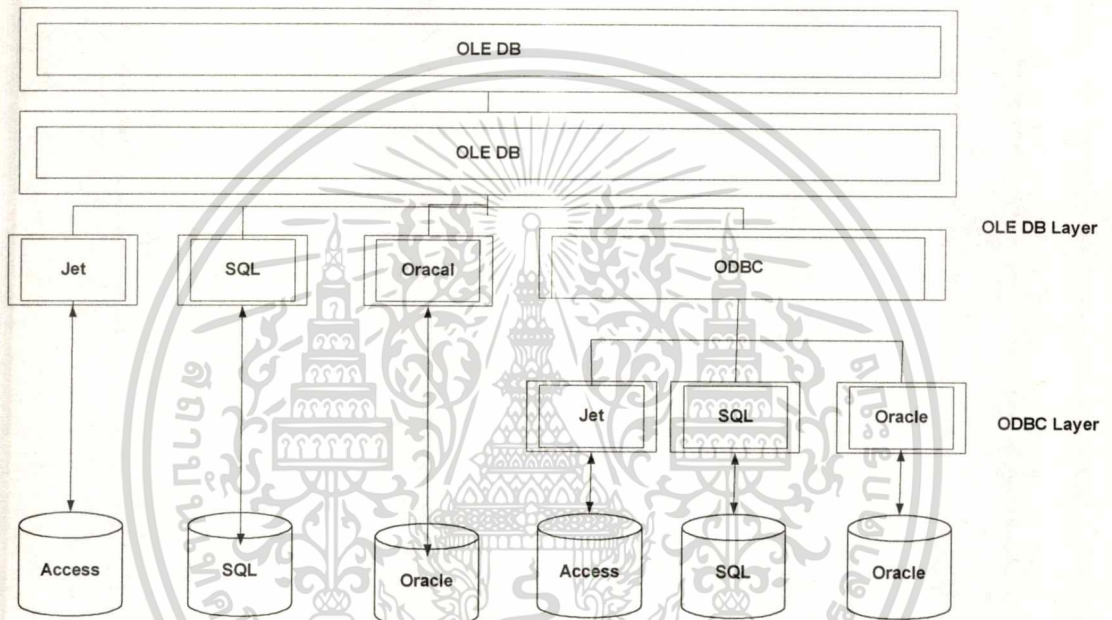 OLE DB
OLE DB
OLE DB Layer
Jet
SQL
Oracal
ODBC
Jet
SQL
Oracle
ODBC Layer
Access
SQL
Oracle
Access
SQL
Oracle